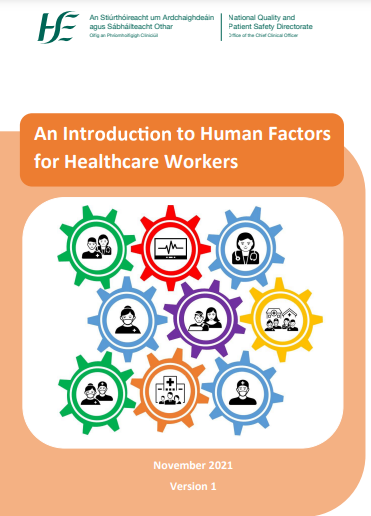 An Stiúrthóireacht um Ardchaighdeáin
agus Sábháilteacht Othar
Oifig an Phríomhoifigigh Cliniciúil
National Quality and
Patient Safety Directorate
Office of the Chief Clinical Officer
An Introduction to Human Factors
for Healthcare Workers
November 2021
Version 1